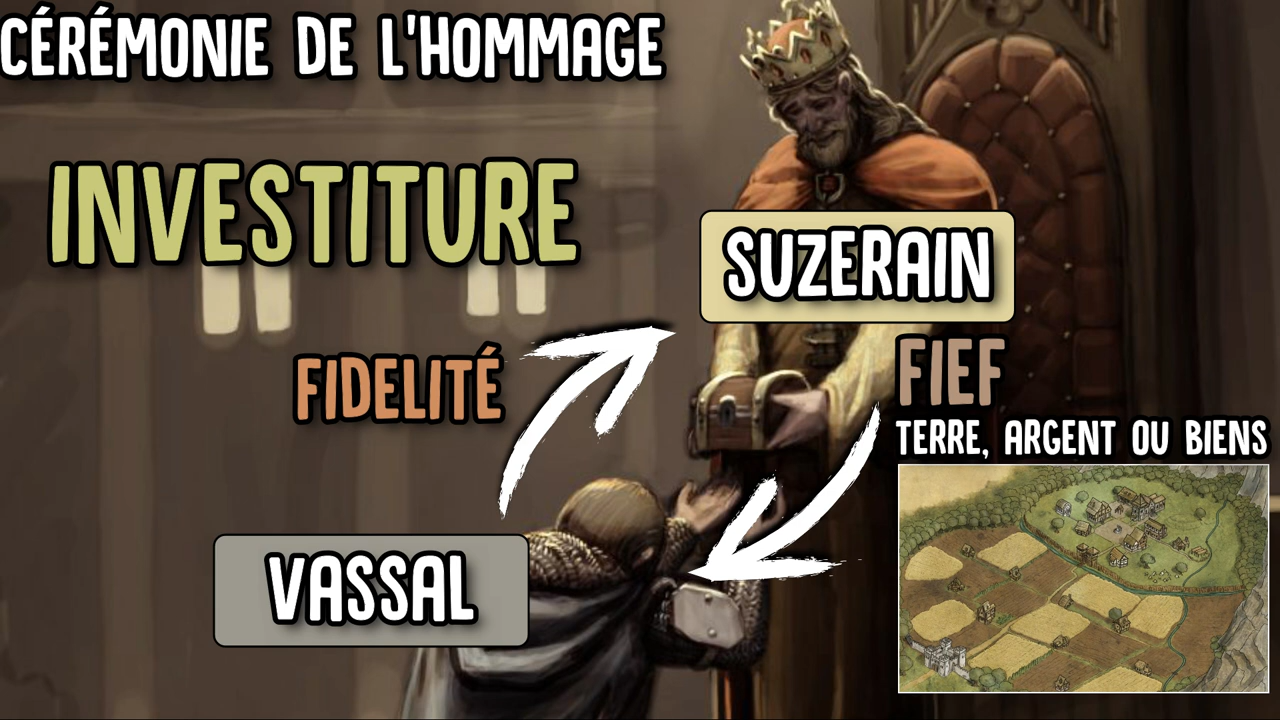 CÉRÉMONIE DE L'HOMMAGE
INVESTITURE
SUZERAIN
FIDELITÉ
FIEF
TERRE, ARGENT OU BIENS
VASSAL